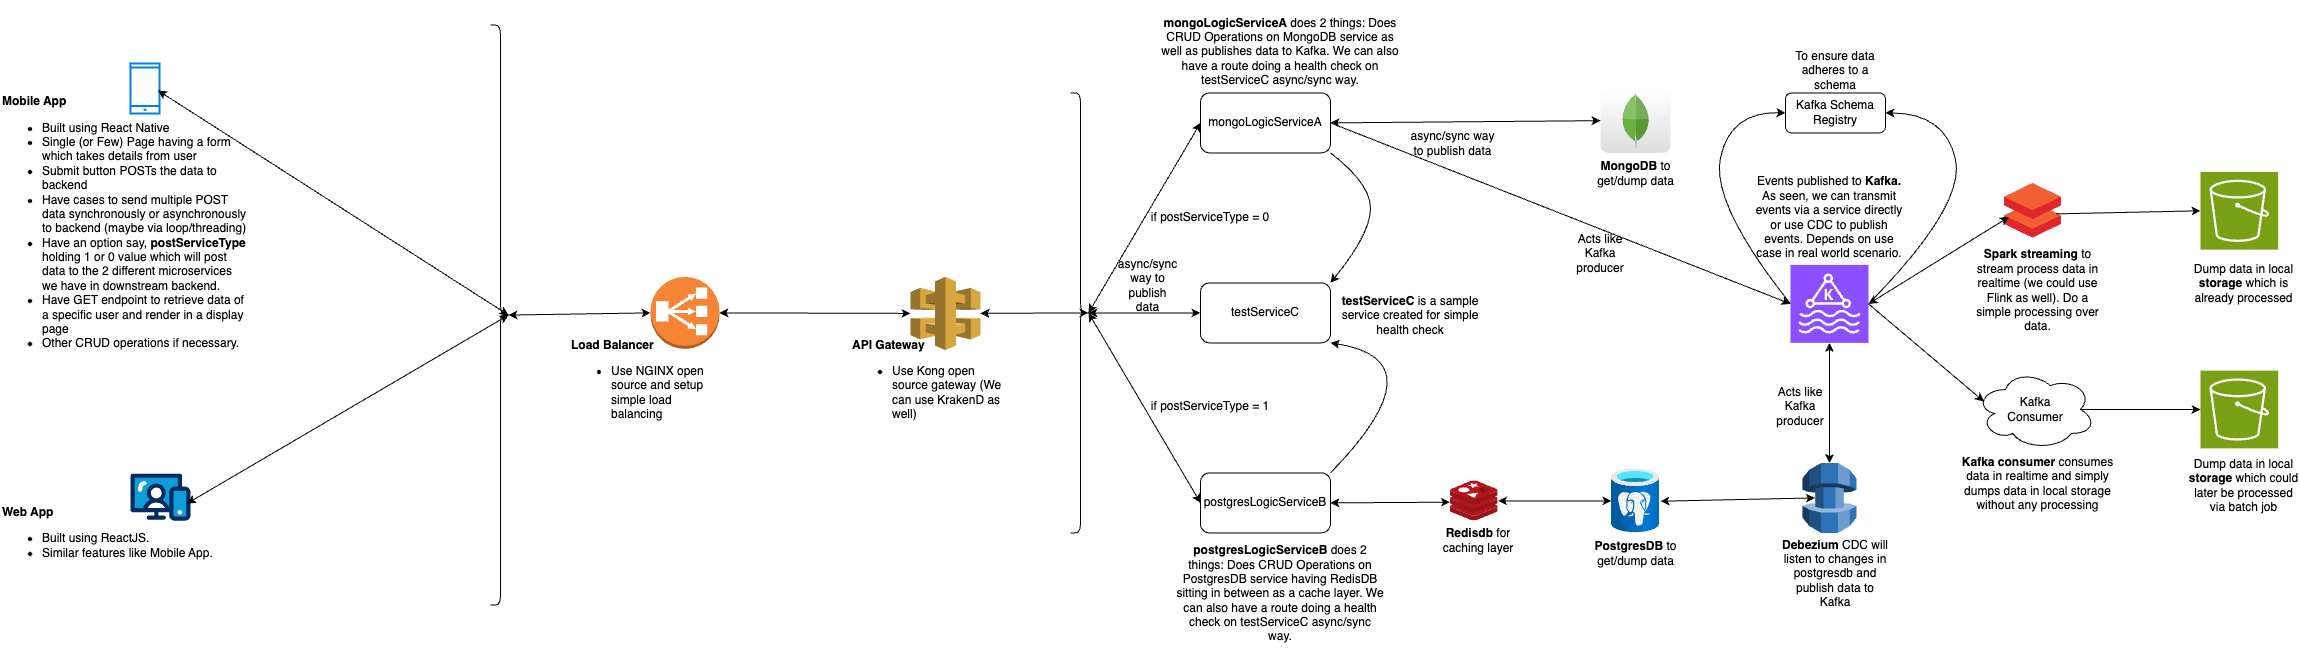 Mobile App
Built using React Native
Single (or Few) Page having a form
which takes details from user
Submit button POSTs the data to
backend
Have cases to send multiple POST
data synchronously or asynchronously
to backend (maybe via loop/threading)
Have an option say, postServiceType
holding 1 or 0 value which will post
data to the 2 different microservices
we have in downstream backend.
Have GET endpoint to retrieve data of
a specific user and render in a display
page
Other CRUD operations if necessary.
Web App
Built using ReactJS.
Similar features like Mobile App.
Load Balancer
Use NGINX open
source and setup
simple load
balancing
API Gateway
Use Kong open
source gateway (We
can use KrakenD as
well)
mongoLogicServiceA does 2 things: Does
CRUD Operations on MongoDB service as
well as publishes data to Kafka. We can also
have a route doing a health check on
testServiceC async/sync way.
mongoLogicServiceA
if postServiceType = 0
async/sync
way to
publish
data
testServiceC
testServiceC is a sample
service created for simple
health check
if postServiceType = 1
postgresLogicServiceB
postgresLogicServiceB does 2
things: Does CRUD Operations on
PostgresDB service having RedisDB
sitting in between as a cache layer. We
can also have a route doing a health
check on testServiceC async/sync
way.
async/sync way
to publish data
MongoDB to
get/dump data
Acts like
Kafka
producer
Redisdb for
caching layer
PostgresDB to
get/dump data
To ensure data
adheres to a
schema
Kafka Schema
Registry
Events published to Kafka.
As seen, we can transmit
events via a service directly
or use CDC to publish
events. Depends on use
case in real world scenario.
K
Acts like
Kafka
producer
Debezium CDC will
listen to changes in
postgresdb and
publish data to
Kafka
Spark streaming to
stream process data in
realtime (we could use
Flink as well). Do a
simple processing over
data.
Dump data in local
storage which is
already processed
Kafka
Consumer
Kafka consumer consumes
data in realtime and simply
dumps data in local storage
without any processing
Dump data in local
storage which could
later be processed
via batch job